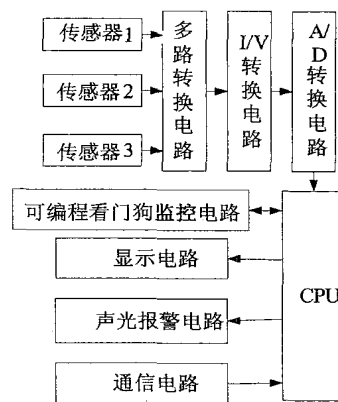 传感器1
传感器2
传感器3
多路转换电路
I/V转换电路
A/D转换电路
可编程看门狗监控电路
显示电路
声光报警电路
通信电路
CPU